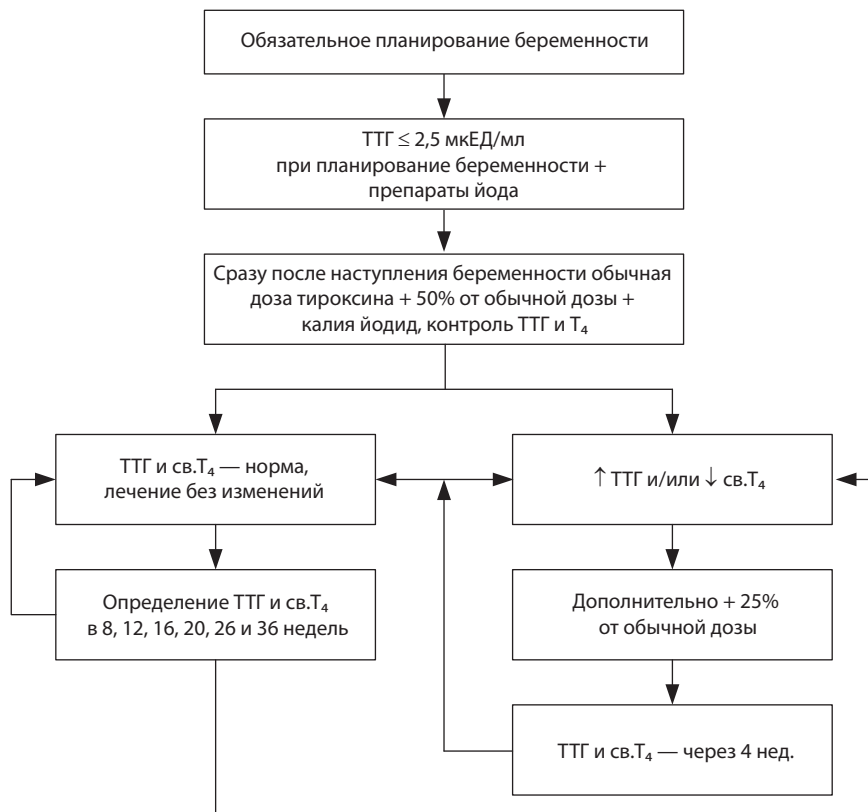 Обязательное планирование беременности
ТТГ ≤ 2,5 мкЕД/мл
при планирование беременности +
препараты йода
Сразу после наступления беременности обычная
доза тироксина + 50% от обычной дозы +
калия йодид, контроль ТТГ и Т₄
ТТГ и св.Т₄ — норма,
лечение без изменений
↑ ТТГ и/или ↓ св.Т₄
Определение ТТГ и св.Т₄
в 8, 12, 16, 20, 26 и 36 недель
Дополнительно + 25%
от обычной дозы
ТТГ и св.Т₄ — через 4 нед.